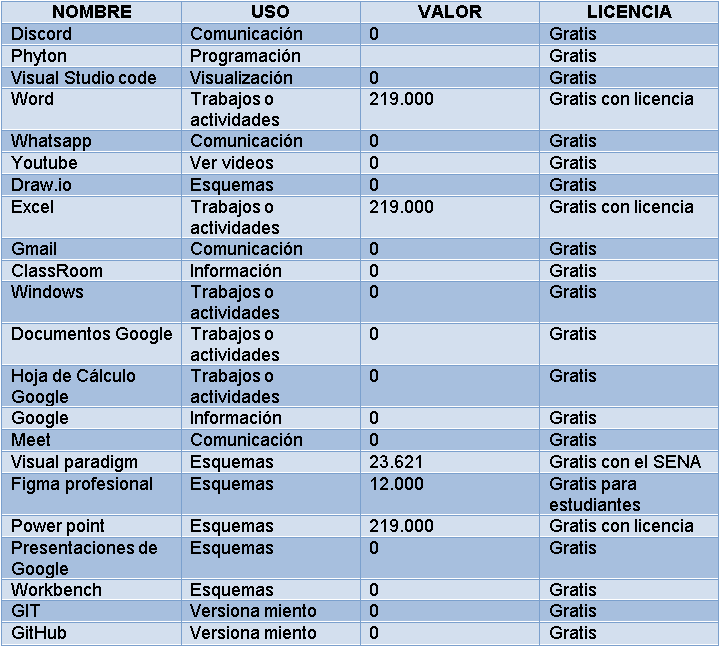 NOMBRE USO VALOR LICENCIA
Discord Comunicación 0 Gratis
Phyton Programación Gratis
Visual Studio code Visualización 0 Gratis
Word Trabajos o 219.000 Gratis con licencia
actividades
Whatsapp Comunicación 0 Gratis
Youtube Ver videos 0 Gratis
Draw.io Esquemas 0 Gratis
Excel Trabajos o 219.000 Gratis con licencia
actividades
Gmail Comunicación 0 Gratis
ClassRoom Información 0 Gratis
Windows Trabajos o 0 Gratis
actividades
Documentos Google Trabajos o 0 Gratis
actividades
Hoja de Cálculo Trabajos o 0 Gratis
Google actividades
Google Información 0 Gratis
Meet Comunicación 0 Gratis
Visual paradigm Esquemas 23.621 Gratis con el SENA
Figma profesional Esquemas 12.000 Gratis para
estudiantes
Power point Esquemas 219.000 Gratis con licencia
Presentaciones de Esquemas 0 Gratis
Google
Workbench Esquemas 0 Gratis
GIT Versiona miento 0 Gratis
GitHub Versiona miento 0 Gratis